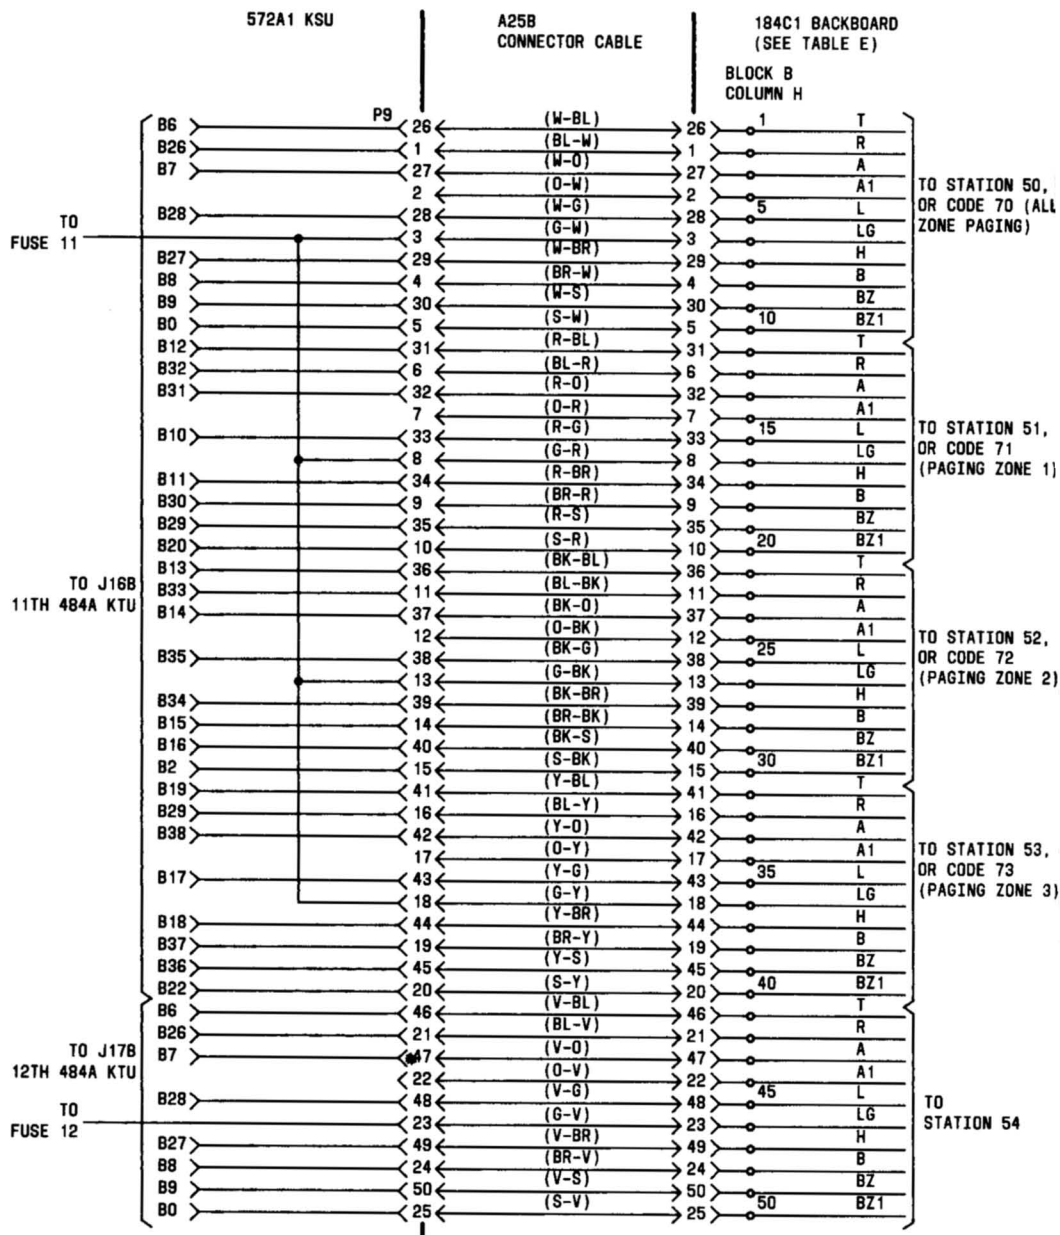 572A1 KSU
A25B
CONNECTOR CABLE
184C1 BACKBOARD
(SEE TABLE E)
BLOCK B
COLUMN H
P9
B6 26 (W-BL) 26 1 T
B26 1 (BL-W) 1 R
B7 27 (W-O) 27 A
2 (O-W) 2 A1
B28 28 (W-G) 28 5 L
3 (G-W) 3 LG
B27 29 (W-BR) 29 H
B8 4 (BR-W) 4 B
B9 30 (W-S) 30 BZ
B0 5 (S-W) 5 10 BZ1
TO STATION 50,
OR CODE 70 (ALL
ZONE PAGING)
TO
FUSE 11
B12 31 (R-BL) 31 T
B32 6 (BL-R) 6 R
B31 32 (R-O) 32 A
7 (O-R) 7 A1
B10 33 (R-G) 33 15 L
8 (G-R) 8 LG
B11 34 (R-BR) 34 H
B30 9 (BR-R) 9 B
B29 35 (R-S) 35 BZ
B20 10 (S-R) 10 20 BZ1
TO STATION 51,
OR CODE 71
(PAGING ZONE 1)
B13 36 (BK-BL) 36 T
B33 11 (BL-BK) 11 R
B14 37 (BK-O) 37 A
12 (O-BK) 12 A1
B35 38 (BK-G) 38 25 L
13 (G-BK) 13 LG
B34 39 (BK-BR) 39 H
B15 14 (BR-BK) 14 B
B16 40 (BK-S) 40 BZ
B2 15 (S-BK) 15 30 BZ1
TO J16B
11TH 484A KTU
TO STATION 52,
OR CODE 72
(PAGING ZONE 2)
B19 41 (Y-BL) 41 T
B29 16 (BL-Y) 16 R
B38 42 (Y-O) 42 A
17 (O-Y) 17 A1
B17 43 (Y-G) 43 35 L
18 (G-Y) 18 LG
B18 44 (Y-BR) 44 H
B37 19 (BR-Y) 19 B
B36 45 (Y-S) 45 BZ
B22 20 (S-Y) 20 40 BZ1
TO STATION 53,
OR CODE 73
(PAGING ZONE 3)
B6 46 (V-BL) 46 T
B26 21 (BL-V) 21 R
B7 47 (V-O) 47 A
22 (O-V) 22 A1
B28 48 (V-G) 48 45 L
23 (G-V) 23 LG
B27 49 (V-BR) 49 H
B8 24 (BR-V) 24 B
B9 50 (V-S) 50 BZ
B0 25 (S-V) 25 50 BZ1
TO J17B
12TH 484A KTU
TO
FUSE 12
TO
STATION 54